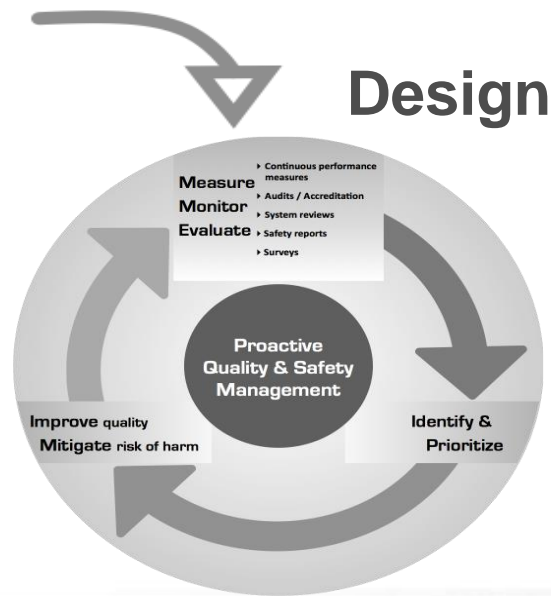 Design
Measure
Monitor
Evaluate
Continuous performance
measures
Audits / Accreditation
System reviews
Safety reports
Surveys
Proactive
Quality & Safety
Management
Improve quality
Mitigate risk of harm
Identify &
Prioritize